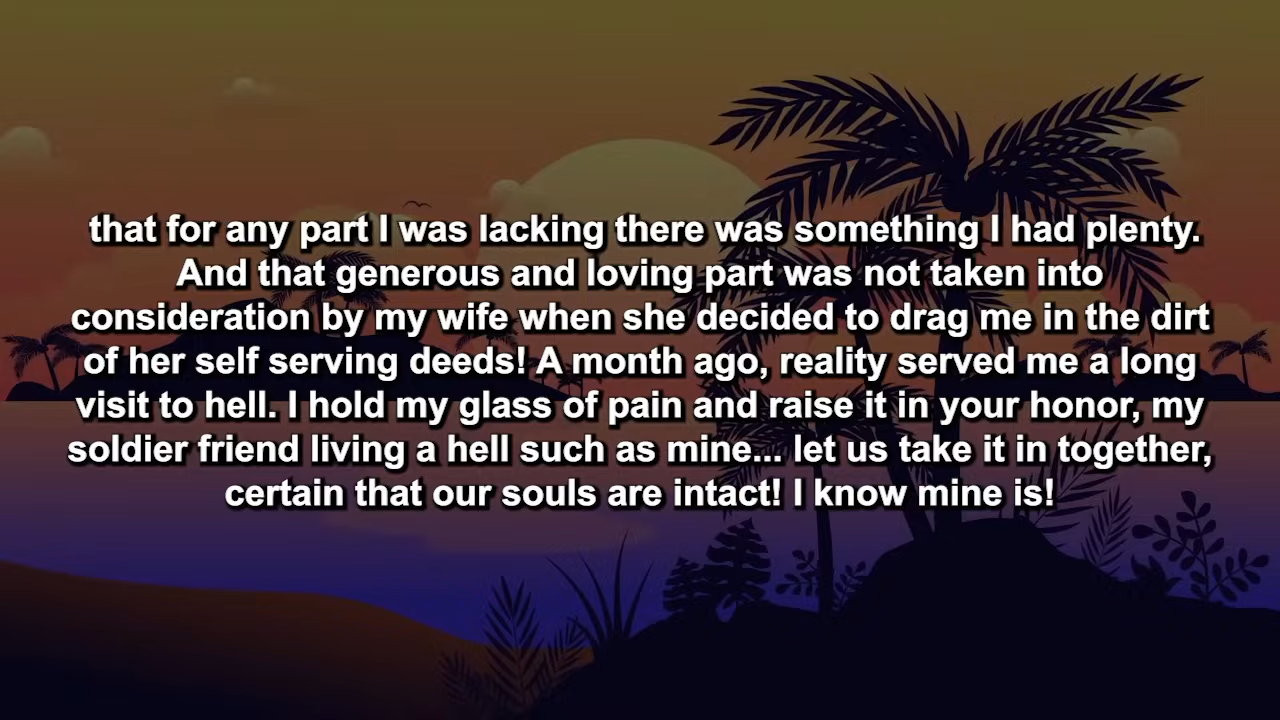 that for any part I was lacking there was something I had plenty.
And that generous and loving part was not taken into
consideration by my wife when she decided to drag me in the dirt
of her self serving deeds! A month ago, reality served me a long
visit to hell. I hold my glass of pain and raise it in your honor, my
soldier friend living a hell such as mine... let us take it in together,
certain that our souls are intact! I know mine is!